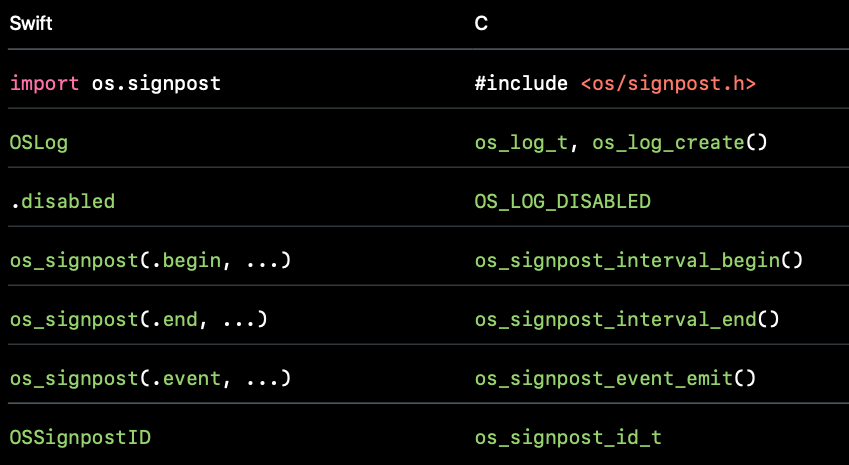 Swift C
import os.signpost #include <os/signpost.h>
OSLog os_log_t, os_log_create()
.disabled OS_LOG_DISABLED
os_signpost(.begin, ...) os_signpost_interval_begin()
os_signpost(.end, ...) os_signpost_interval_end()
os_signpost(.event, ...) os_signpost_event_emit()
OSSignpostID os_signpost_id_t